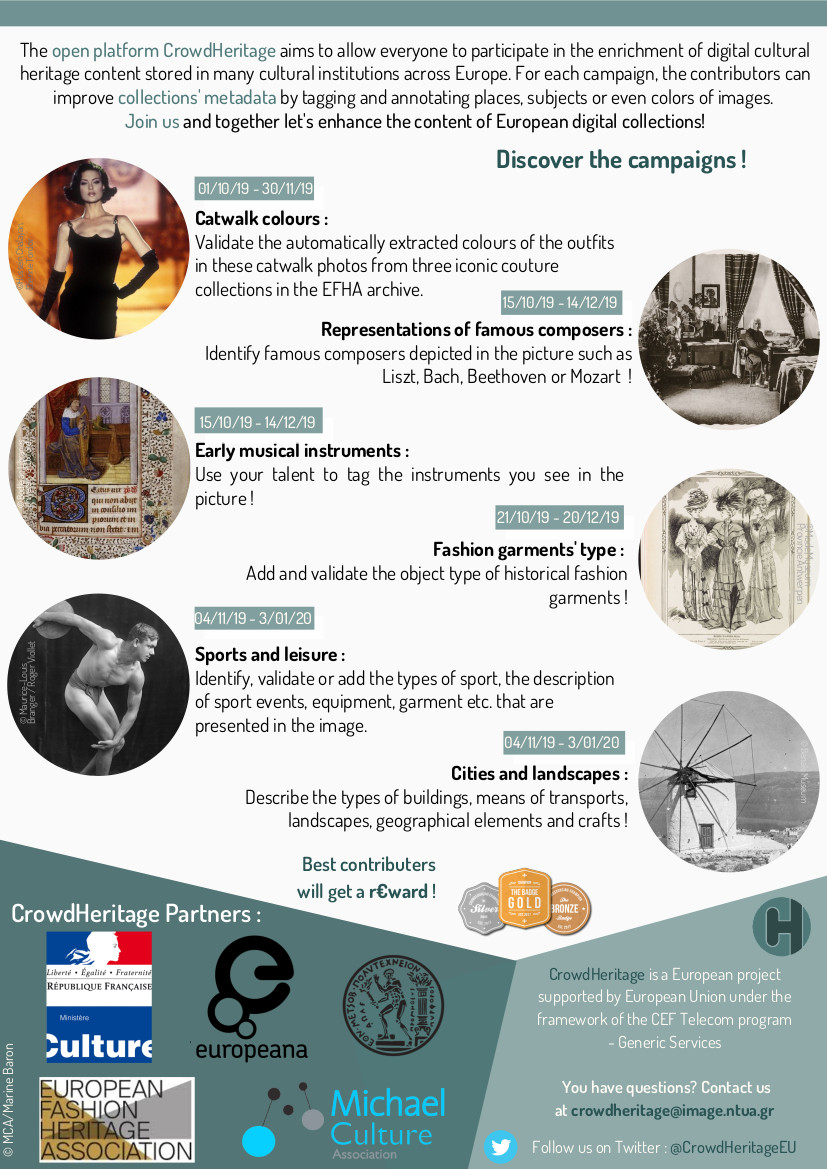 The open platform CrowdHeritage aims to allow everyone to participate in the enrichment of digital cultural
heritage content stored in many cultural institutions across Europe. For each campaign, the contributors can
improve collections' metadata by tagging and annotating places, subjects or even colors of images.
Join us and together let's enhance the content of European digital collections!
Discover the campaigns !
01/10/19 - 30/11/19
Catwalk colours :
Validate the automatically extracted colours of the outfits
in these catwalk photos from three iconic couture
collections in the EFHA archive.
15/10/19 - 14/12/19
Representations of famous composers :
Identify famous composers depicted in the picture such as
Liszt, Bach, Beethoven or Mozart !
15/10/19 - 14/12/19
Early musical instruments :
Use your talent to tag the instruments you see in the
picture !
21/10/19 - 20/12/19
Fashion garments' type :
Add and validate the object type of historical fashion
garments !
Provincie Antwerpen
04/11/19 - 3/01/20
Sports and leisure :
Identify, validate or add the types of sport, the description
of sport events, equipment, garment etc. that are
presented in the image.
© Maurice-Louis
Branger / Roger Viollet
04/11/19 - 3/01/20
Cities and landscapes :
Describe the types of buildings, means of transports,
landscapes, geographical elements and crafts !
Museum
Best contributers
will get a r€ward !
Silver
THE BADGE
GOLD
The
BRONZE
Badge
CrowdHeritage Partners :
Liberté • Égalité • Fraternité
RÉPUBLIQUE FRANÇAISE
Ministère
Culture
europeana
EUROPEAN
FASHION
HERITAGE
ASSOCIATION
Michael
Culture
Association
© MCA/Marine Baron
CrowdHeritage is a European project
supported by European Union under the
framework of the CEF Telecom program
- Generic Services
You have questions? Contact us
at crowdheritage@image.ntua.gr
Follow us on Twitter : @CrowdHeritageEU